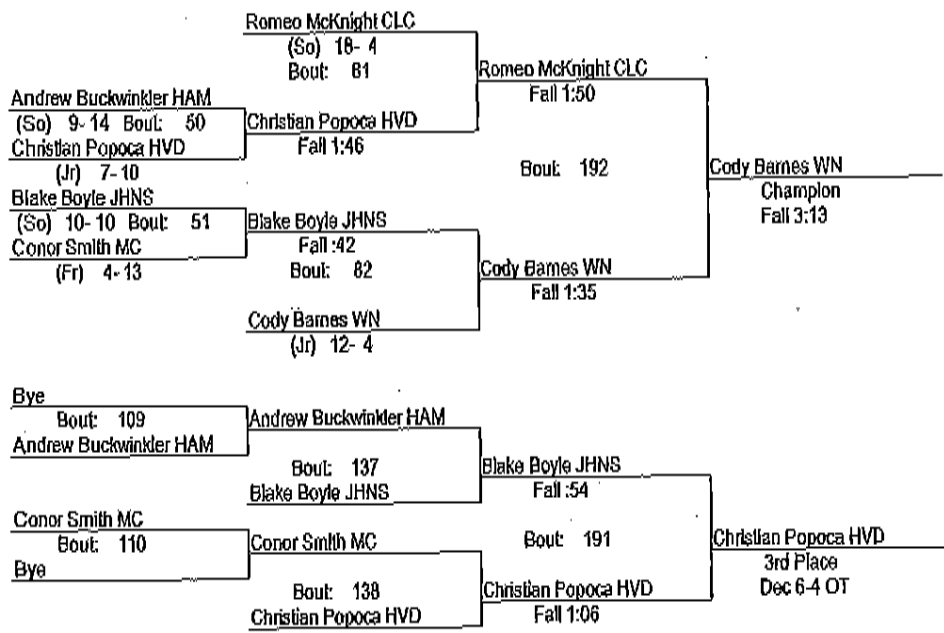 Romeo McKnight CLC
(So) 18- 4
Bout: 81
Romeo McKnight CLC
Fall 1:50
Andrew Buckwinkler HAM
(So) 9- 14 Bout: 50
Christian Popoca HVD
Fall 1:46
Christian Popoca HVD
(Jr) 7- 10
Bout: 192
Cody Barnes WN
Champion
Fall 3:13
Blake Boyle JHNS
(So) 10- 10 Bout: 51
Blake Boyle JHNS
Fall :42
Conor Smith MC
(Fr) 4- 13
Bout: 82
Cody Barnes WN
Fall 1:35
Cody Barnes WN
(Jr) 12- 4
Bye
Bout: 109
Andrew Buckwinkler HAM
Andrew Buckwinkler HAM
Bout: 137
Blake Boyle JHNS
Fall :54
Blake Boyle JHNS
Conor Smith MC
Bout: 110
Conor Smith MC
Bout: 191
Christian Popoca HVD
3rd Place
Dec 6-4 OT
Bye
Bout: 138
Christian Popoca HVD
Fall 1:06
Christian Popoca HVD